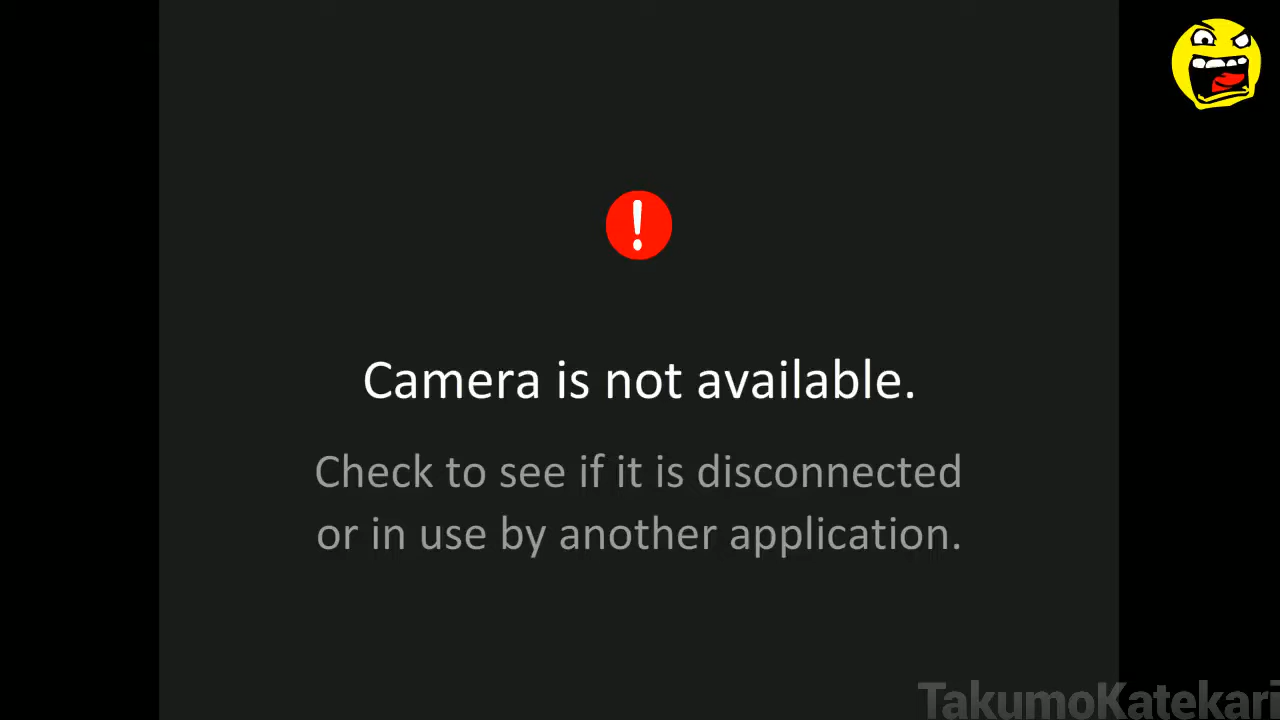 Camera is not available.
Check to see if it is disconnected
or in use by another application.
TakumoKatekari